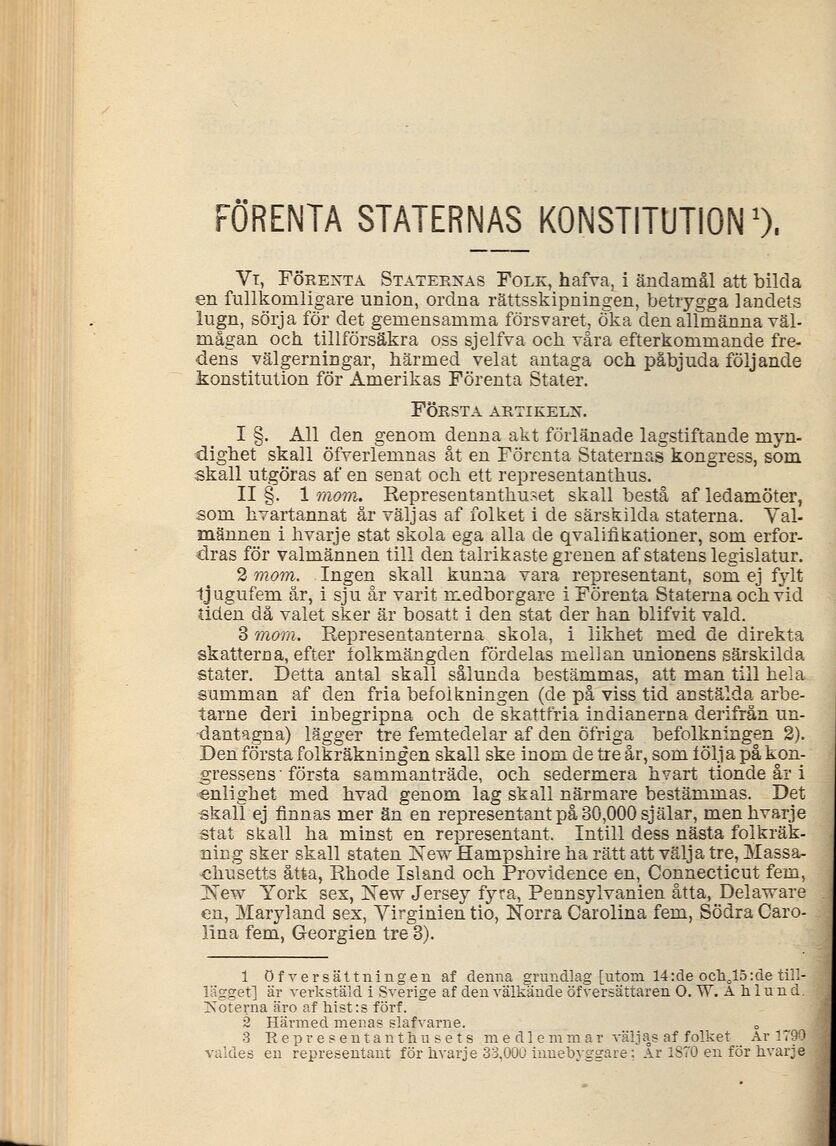 FÖRENTA STATERNAS KONSTITUTION ¹).
VI, FÖRENTA STATERNAS FOLK, hafva, i ändamål att bilda
en fullkomligare union, ordna rättsskipningen, betrygga landets
lugn, sörja för det gemensamma försvaret, öka den allmänna väl-
mågan och tillförsäkra oss sjelfva och våra efterkommande fre-
dens välgerningar, härmed velat antaga och påbjuda följande
konstitution för Amerikas Förenta Stater.
FÖRSTA ARTIKELN.
I §. All den genom denna akt förlänade lagstiftande myn-
dighet skall öfverlemnas åt en Förenta Staternas kongress, som
skall utgöras af en senat och ett representanthus.
II §. 1 mom. Representanthuset skall bestå af ledamöter,
som hvartannat år väljas af folket i de särskilda staterna. Val-
männen i hvarje stat skola ega alla de qvalifikationer, som erfor-
dras för valmännen till den talrikaste grenen af statens legislatur.
2 mom. Ingen skall kunna vara representant, som ej fylt
tjugufem år, i sju år varit medborgare i Förenta Staterna och vid
tiden då valet sker är bosatt i den stat der han blifvit vald.
3 mom. Representanterna skola, i likhet med de direkta
skatterna, efter folkmängden fördelas mellan unionens särskilda
stater. Detta antal skall sålunda bestämmas, att man till hela
summan af den fria befolkningen (de på viss tid anstälda arbe-
tarne deri inbegripna och de skattfria indianerna derifrån un-
dantagna) lägger tre femtedelar af den öfriga befolkningen 2).
Den första folkräkningen skall ske inom de tre år, som följa på kon-
gressens första sammanträde, och sedermera hvart tionde år i
enlighet med hvad genom lag skall närmare bestämmas. Det
skall ej finnas mer än en representant på 30,000 själar, men hvarje
stat skall ha minst en representant. Intill dess nästa folkräk-
ning sker skall staten New Hampshire ha rätt att välja tre, Massa-
chusetts åtta, Rhode Island och Providence en, Connecticut fem,
New York sex, New Jersey fyra, Pennsylvanien åtta, Delaware
en, Maryland sex, Virginien tio, Norra Carolina fem, Södra Caro-
lina fem, Georgien tre 3).
1 Öfversättningen af denna grundlag [utom 14:de och 15:de till-
lägget] är verkstäld i Sverige af den välkände öfversättaren O. W. Ahlund.
Noterna äro af hist:s förf.
2 Härmed menas slafvarne.
3 Representanthusets medlemmar väljas af folket År 1790
valdes en representant för hvarje 33,000 innebyggare; År 1870 en för hvarje